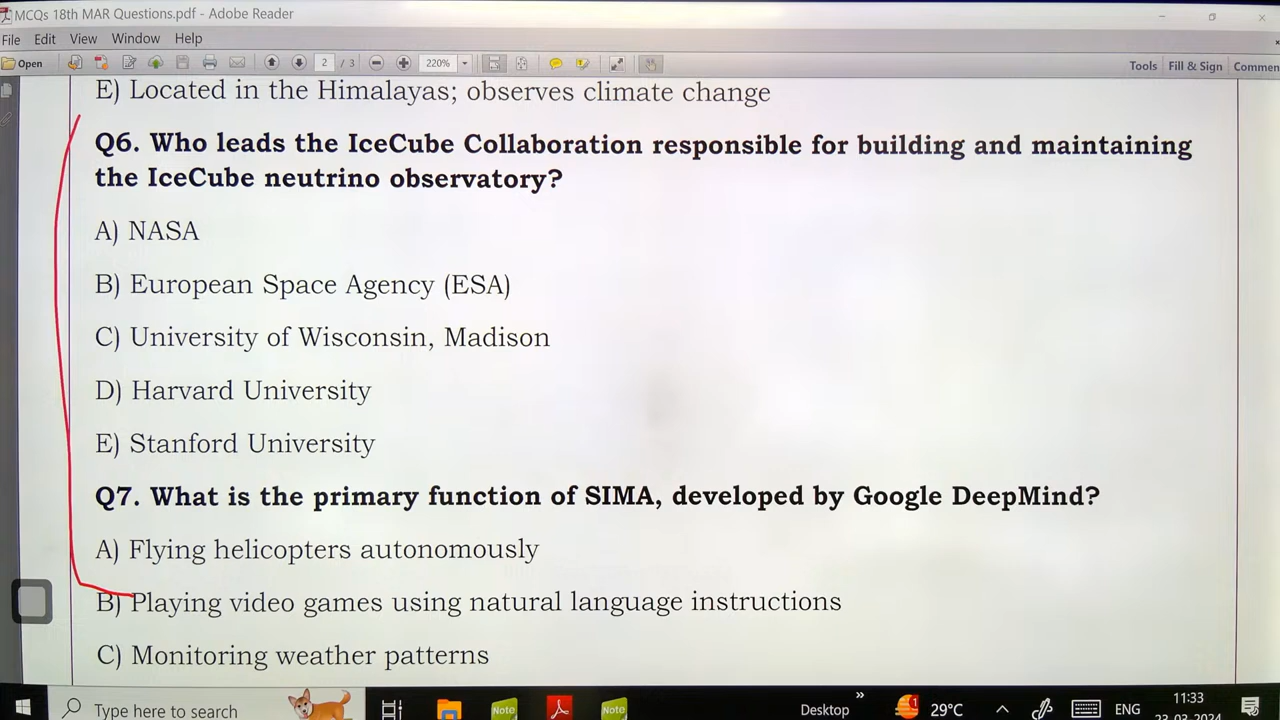 MCQs 18th MAR Questions.pdf - Adobe Reader
File Edit View Window Help
Open 2 / 3 220% Tools Fill & Sign Commen
E) Located in the Himalayas; observes climate change
Q6. Who leads the IceCube Collaboration responsible for building and maintaining
the IceCube neutrino observatory?
A) NASA
B) European Space Agency (ESA)
C) University of Wisconsin, Madison
D) Harvard University
E) Stanford University
Q7. What is the primary function of SIMA, developed by Google DeepMind?
A) Flying helicopters autonomously
B) Playing video games using natural language instructions
C) Monitoring weather patterns
Type here to search Note Note Desktop » 29°C ENG 11:33